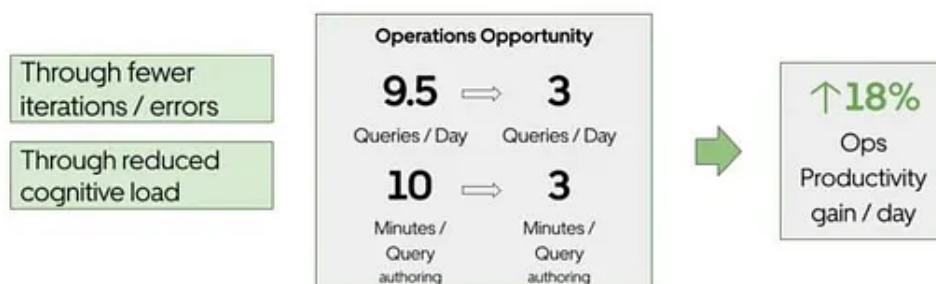 Through fewer
iterations / errors
Through reduced
cognitive load
Operations Opportunity
9.5 ⇨ 3
Queries / Day Queries / Day
10 ⇨ 3
Minutes / Minutes /
Query Query
authoring authoring
↑18%
Ops
Productivity
gain / day